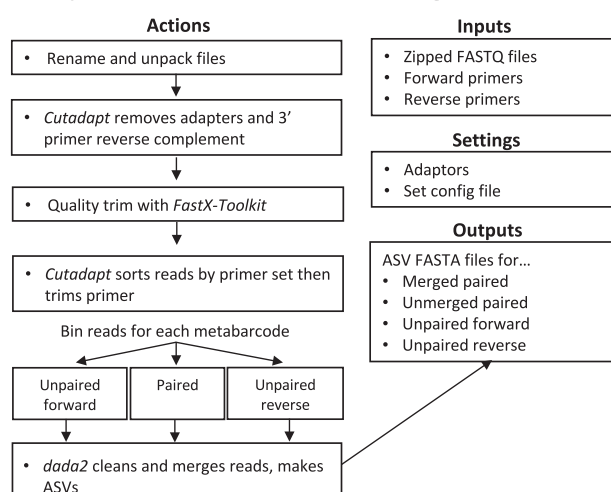 Actions
• Rename and unpack files
• Cutadapt removes adapters and 3’
primer reverse complement
• Quality trim with FastX-Toolkit
• Cutadapt sorts reads by primer set then
trims primer
Bin reads for each metabarcode
Unpaired
forward
Paired
Unpaired
reverse
• dada2 cleans and merges reads, makes
ASVs
Inputs
• Zipped FASTQ files
• Forward primers
• Reverse primers
Settings
• Adaptors
• Set config file
Outputs
ASV FASTA files for...
• Merged paired
• Unmerged paired
• Unpaired forward
• Unpaired reverse